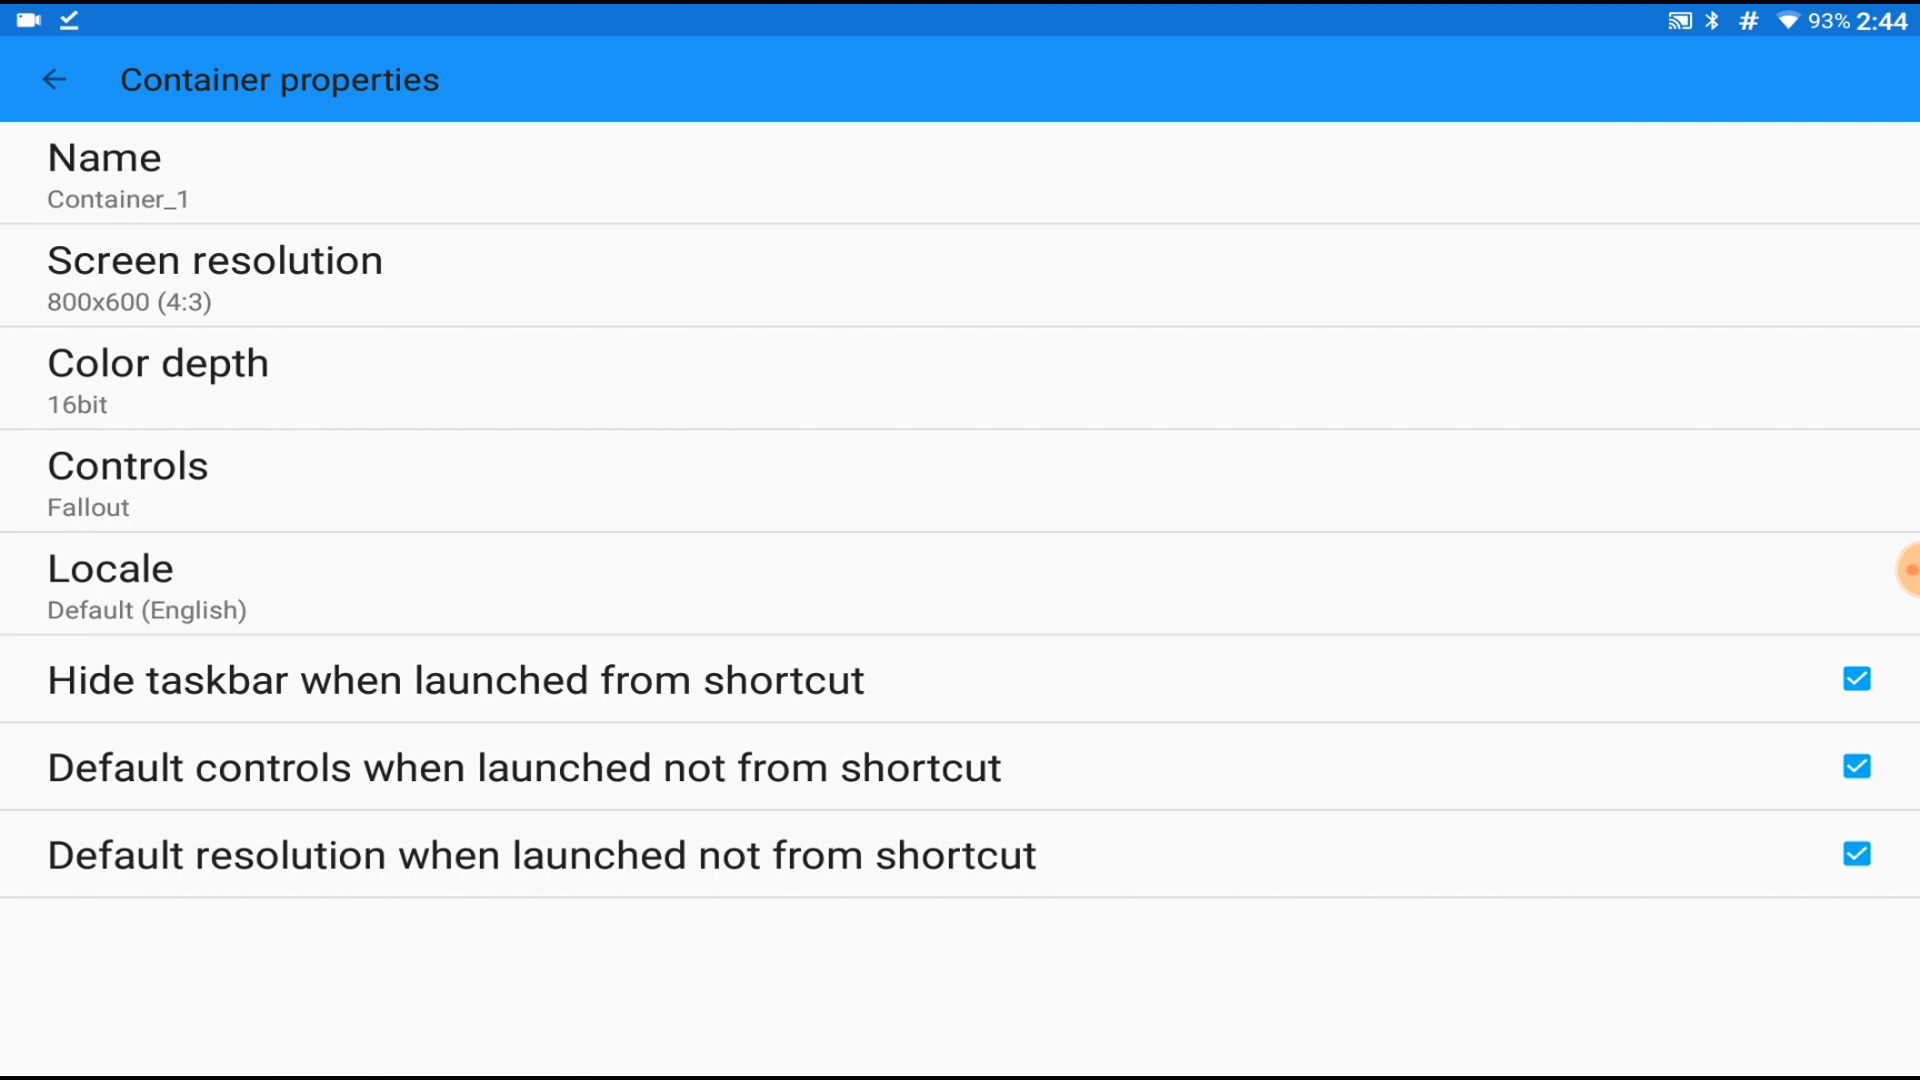 # 93% 2:44
Container properties
Name
Container_1
Screen resolution
800x600 (4:3)
Color depth
16bit
Controls
Fallout
Locale
Default (English)
Hide taskbar when launched from shortcut
Default controls when launched not from shortcut
Default resolution when launched not from shortcut